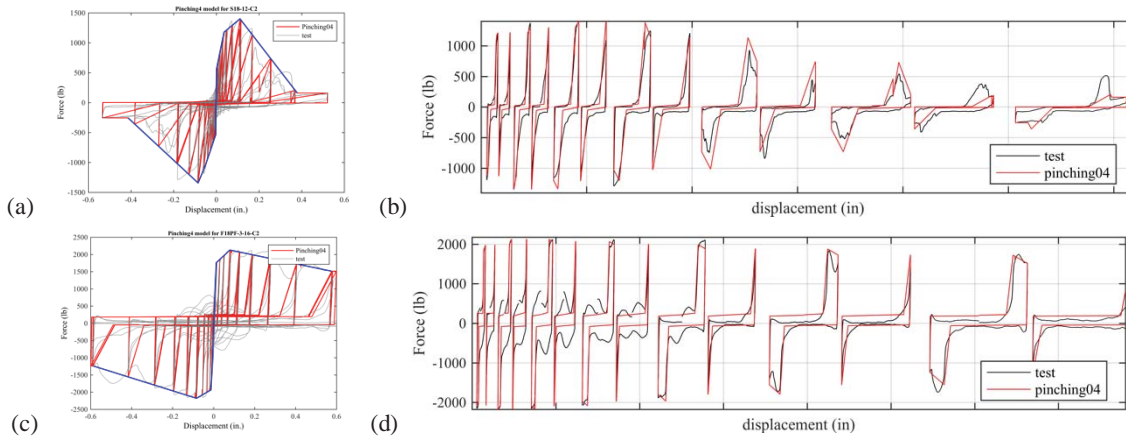 Pinching4 model for S18-12-C2
1500
1000
500
0
-500
1000
1500
Force (lb)
-0.6
-0.4
-0.2
0
0.2
0.4
0.6
Displacement (in.)
Pinching04
test
(a)
1000
500
0
-500
-1000
Force (lb)
displacement (in)
test
pinching04
(b)
Pinching4 model for F18PF-3-16-C2
2500
2000
1500
1000
500
0
-500
-1000
-1500
-2000
-2500
Force (lb)
-0.6
-0.4
-0.2
0
0.2
0.4
0.6
Displacement (in.)
Pinching04
test
(c)
2000
1000
0
-1000
-2000
Force (lb)
displacement (in)
test
pinching04
(d)